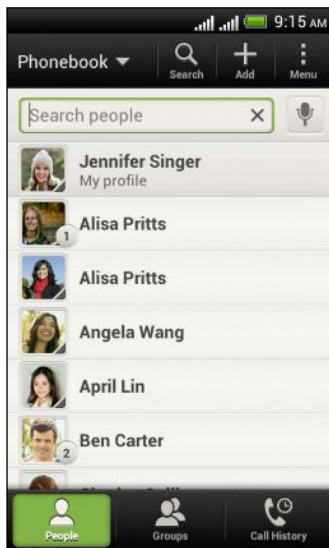 9:15 AM
Phonebook
Search
Add
Menu
Search people
Jennifer Singer
My profile
1
Alisa Pritts
Alisa Pritts
Angela Wang
April Lin
2
Ben Carter
People
Groups
Call History